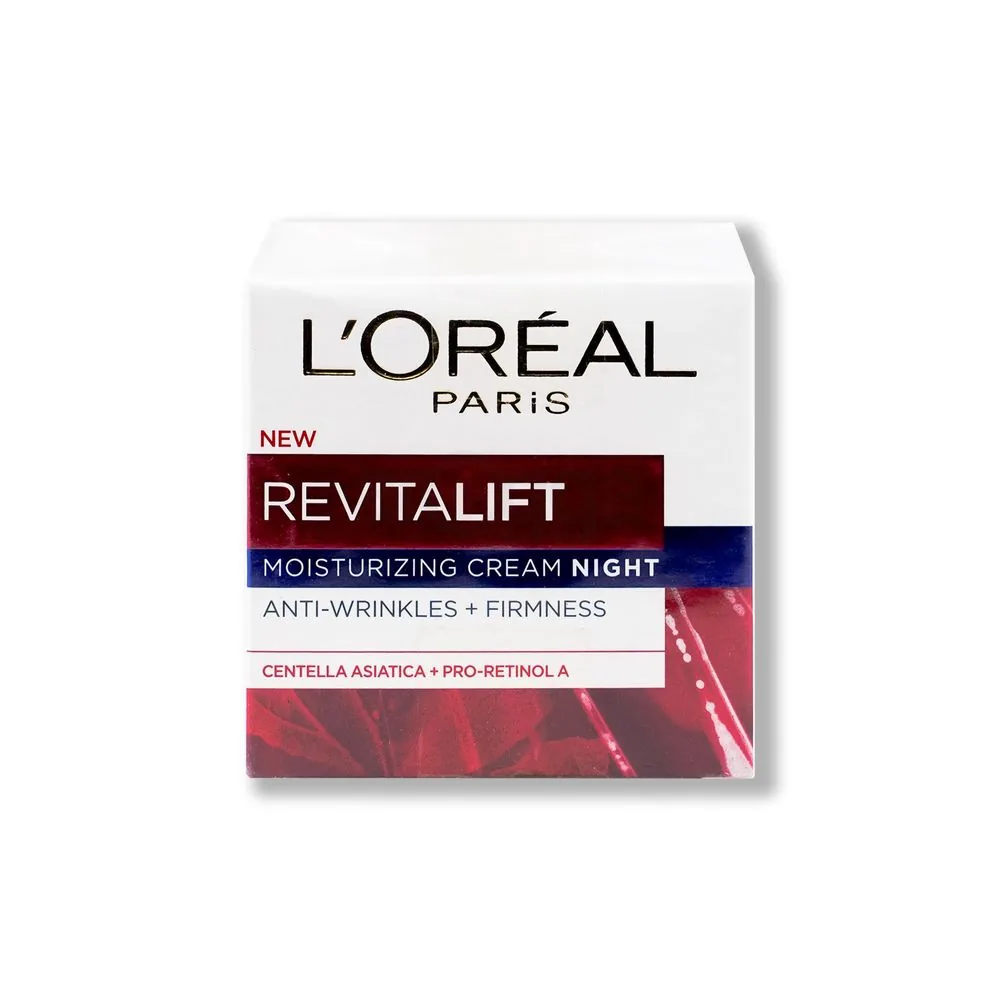 L'ORÉAL
PARiS
NEW
REVITALIFT
MOISTURIZING CREAM NIGHT
ANTI-WRINKLES + FIRMNESS
CENTELLA ASIATICA + PRO-RETINOL A